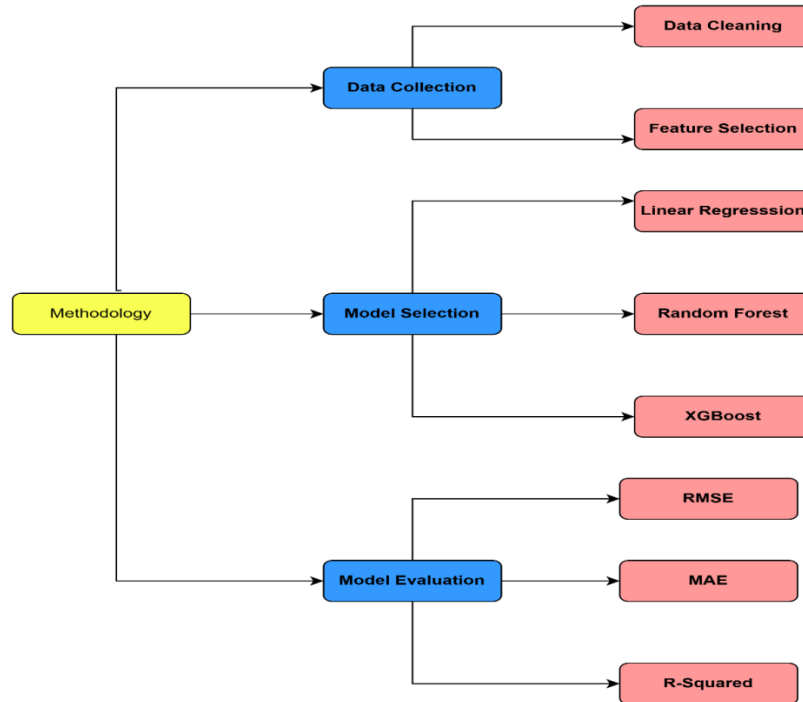 Data Cleaning
Data Collection
Feature Selection
Linear Regresssion
Methodology
Model Selection
Random Forest
XGBoost
RMSE
Model Evaluation
MAE
R-Squared